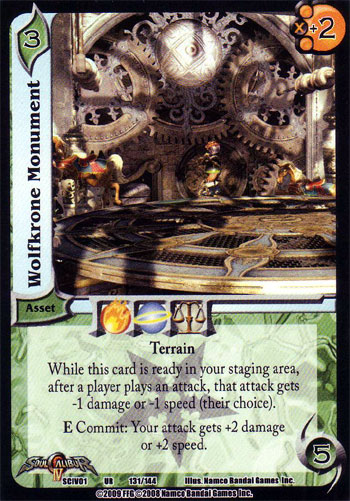 3
+2
Wolfkrone Monument
Asset
Terrain
While this card is ready in your staging area,
after a player plays an attack, that attack gets
-1 damage or -1 speed (their choice).
E Commit: Your attack gets +2 damage
or +2 speed.
5
SOULCALIBUR IV
SCIV01 UR 131/144 Illus. Namco Bandai Games Inc.
©2009 FFG ©2008 Namco Bandai Games Inc.